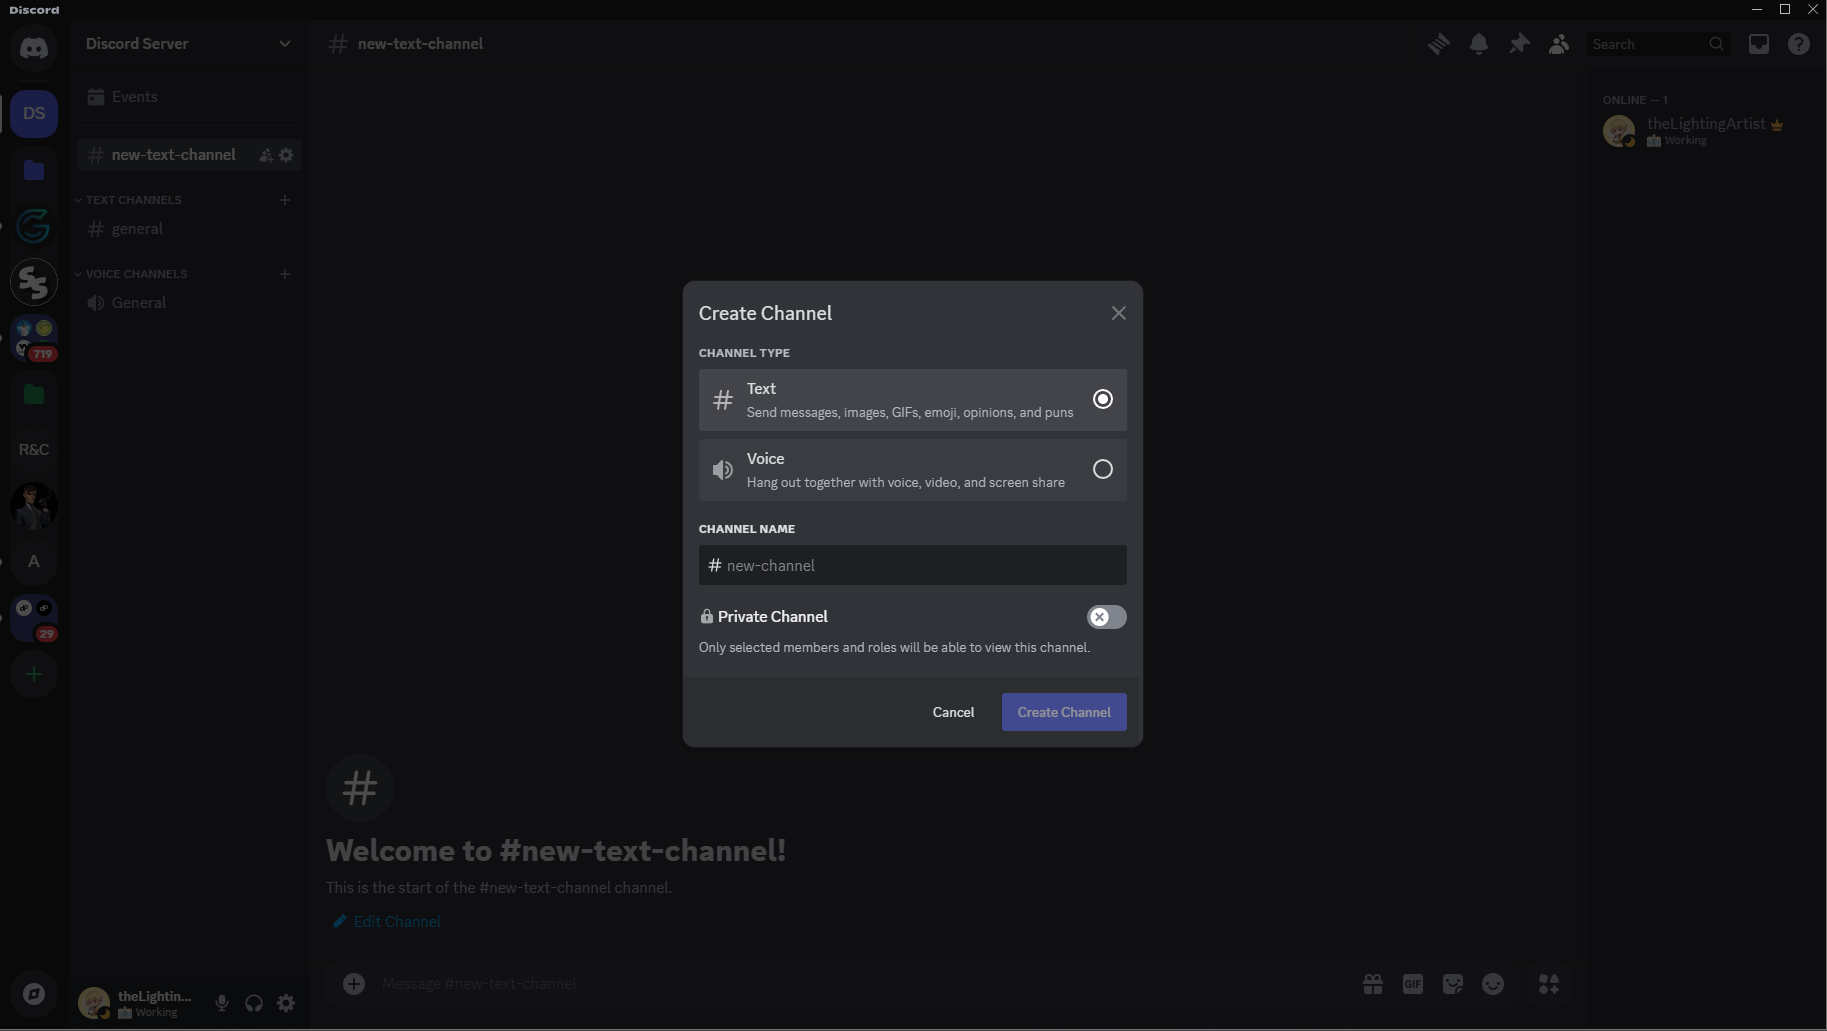 Discord
Discord Server
new-text-channel
Search
Events
DS
new-text-channel
TEXT CHANNELS
general
VOICE CHANNELS
General
719
R&C
A
29
ONLINE — 1
theLightingArtist
Working
Create Channel
CHANNEL TYPE
Text
Send messages, images, GIFs, emoji, opinions, and puns
Voice
Hang out together with voice, video, and screen share
CHANNEL NAME
new-channel
Private Channel
Only selected members and roles will be able to view this channel.
Cancel
Create Channel
Welcome to #new-text-channel!
This is the start of the #new-text-channel channel.
Edit Channel
Message #new-text-channel
GIF
theLightin...
Working